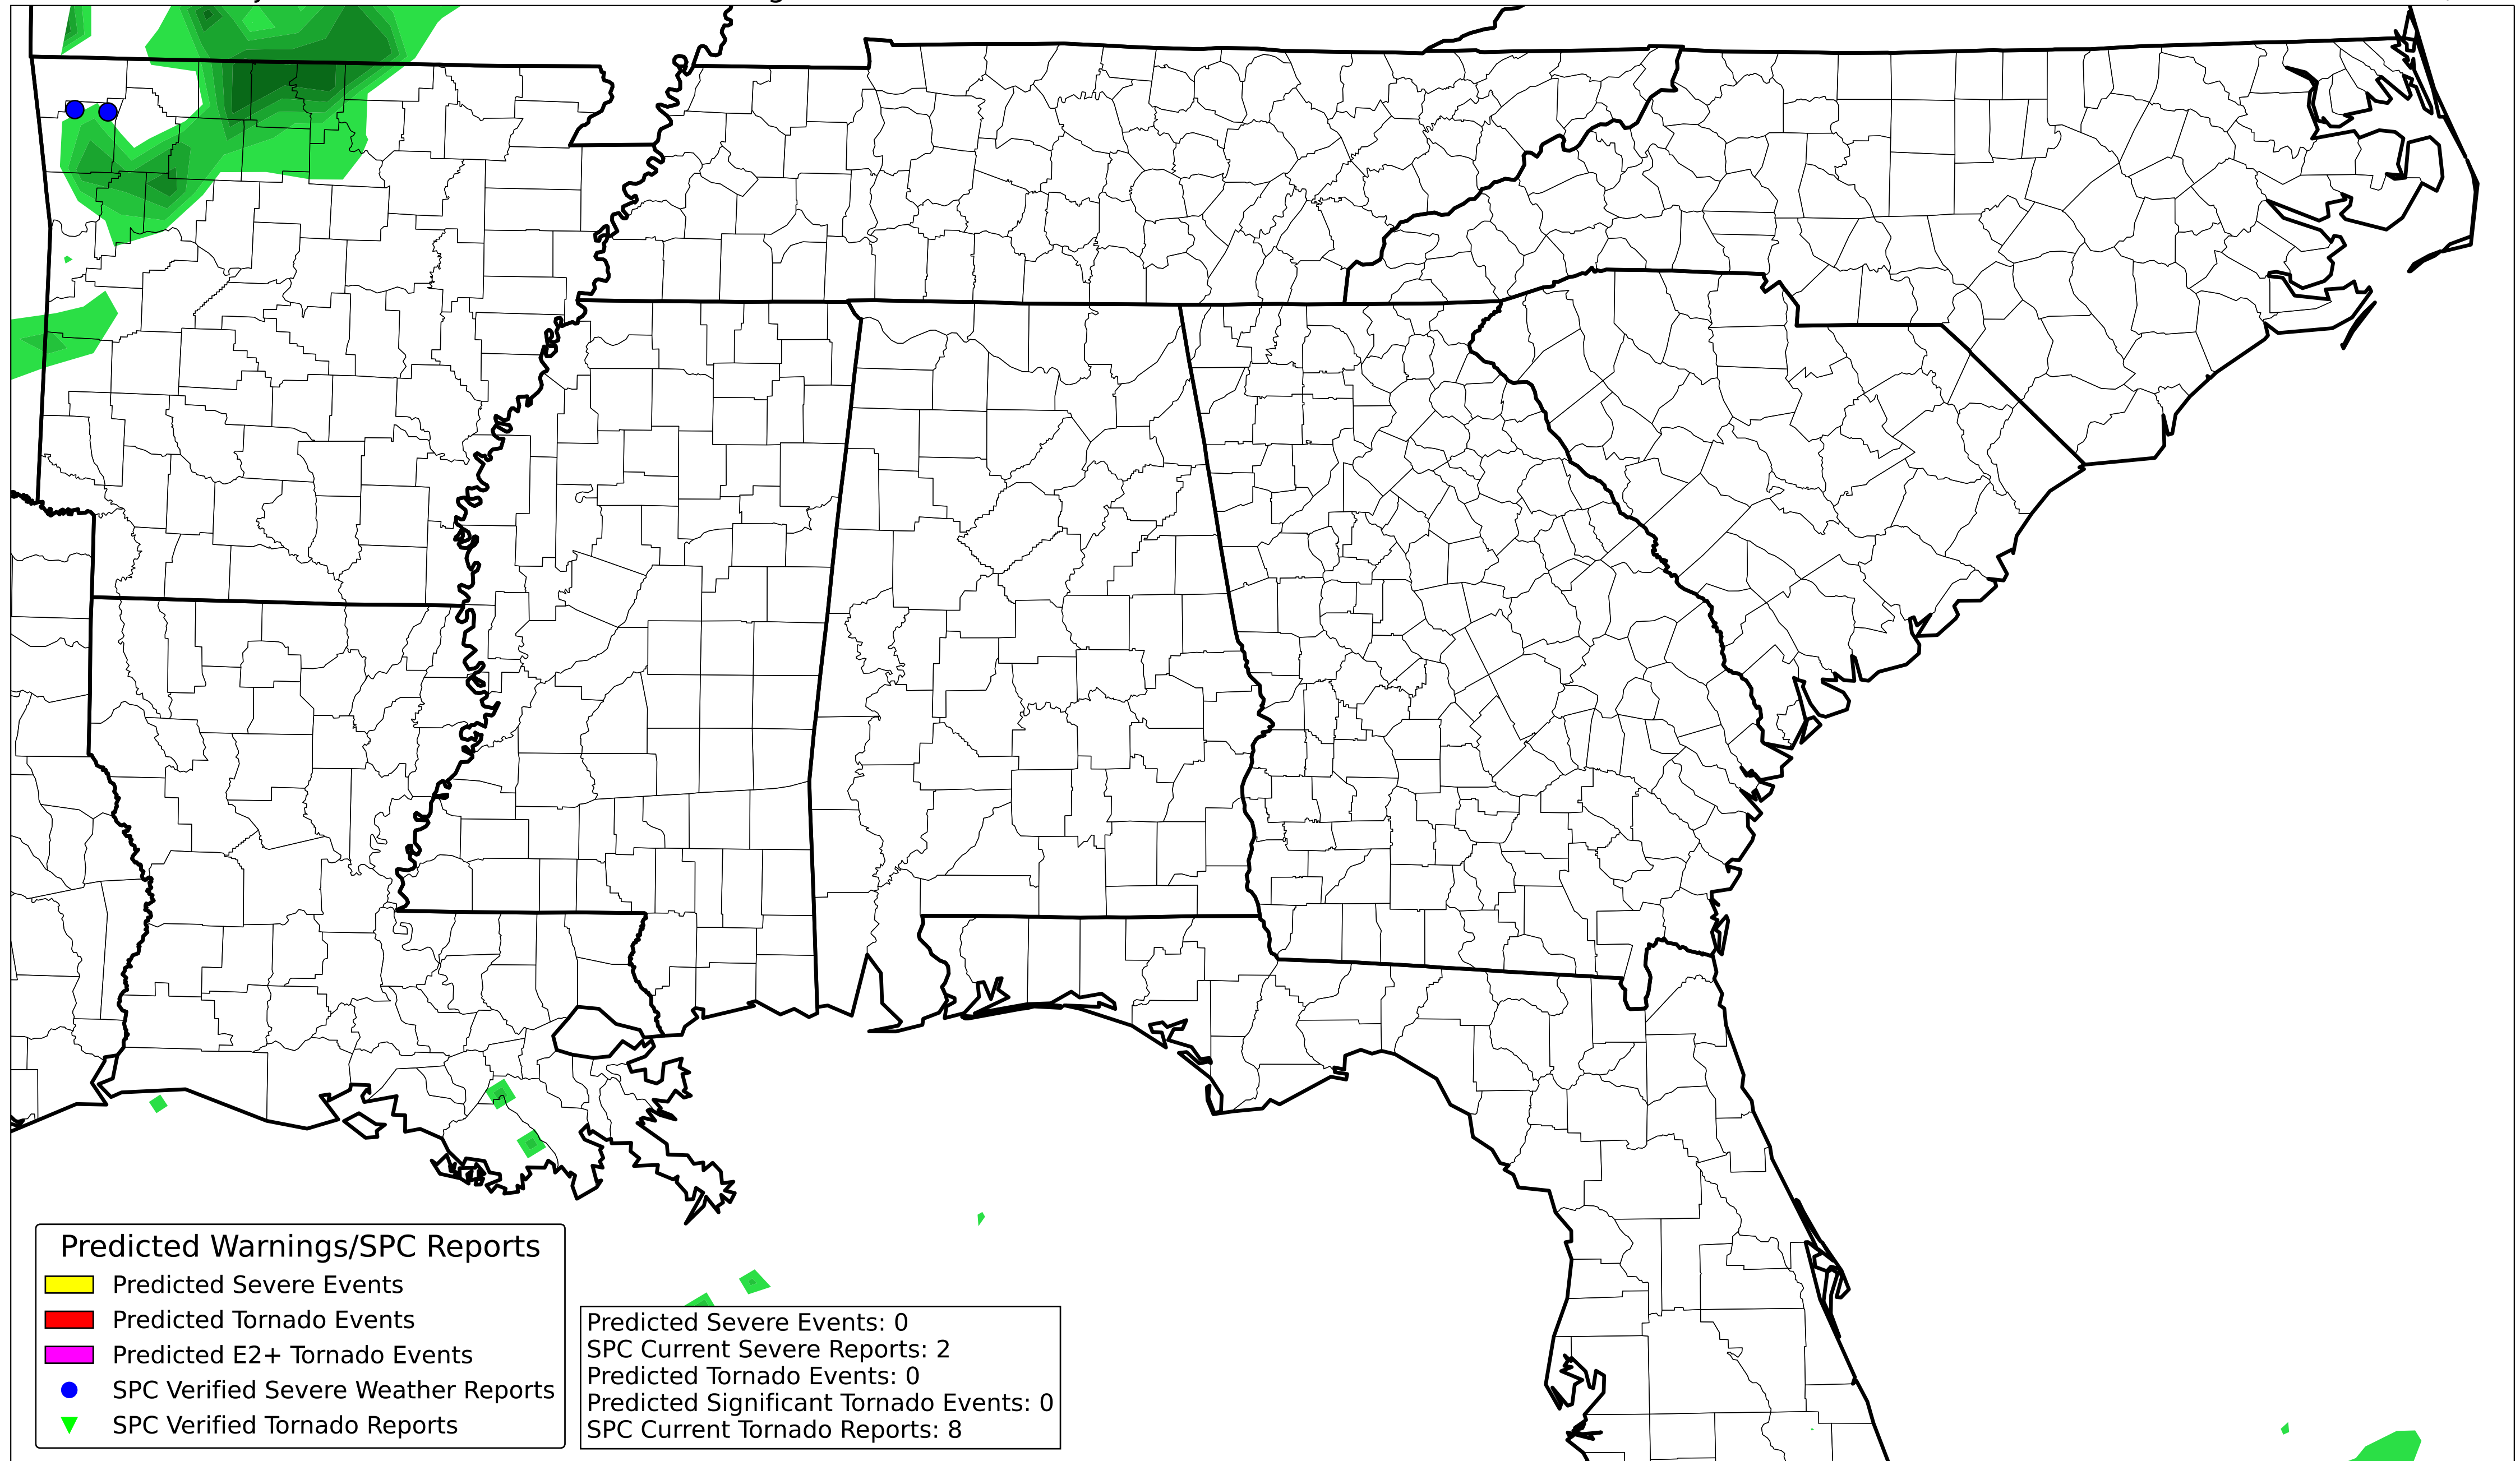 Predicted Warnings/SPC Reports
Predicted Severe Events
Predicted Tornado Events
Predicted E2+ Tornado Events
SPC Verified Severe Weather Reports
SPC Verified Tornado Reports
Predicted Severe Events: 0
SPC Current Severe Reports: 2
Predicted Tornado Events: 0
Predicted Significant Tornado Events: 0
SPC Current Tornado Reports: 8